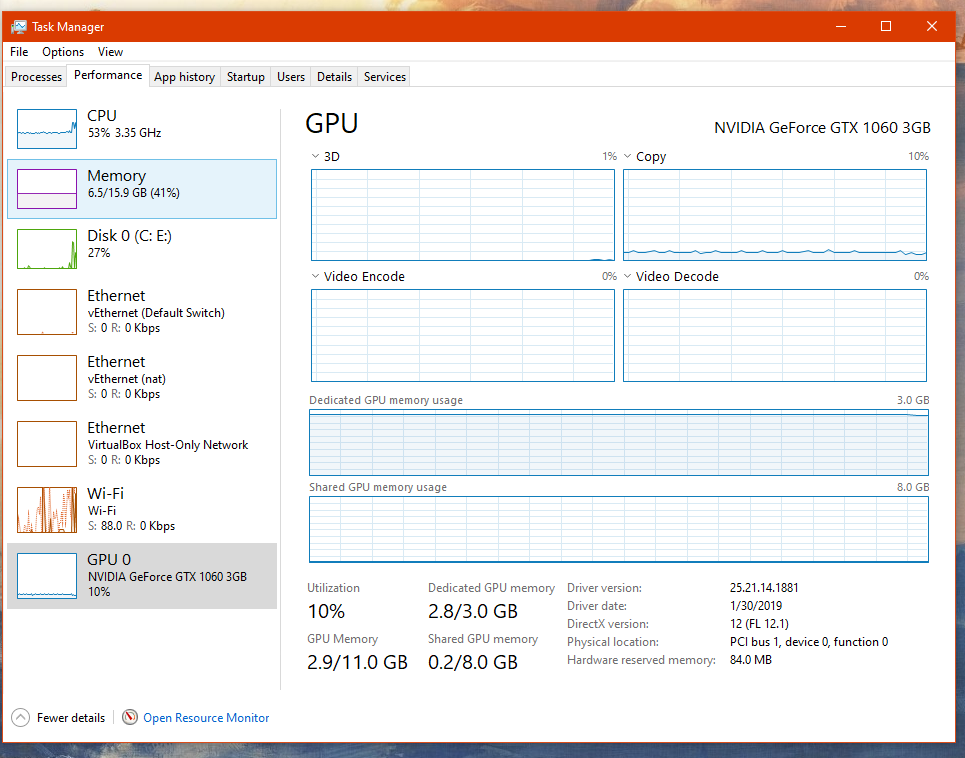 Task Manager
File Options View
Processes Performance App history Startup Users Details Services
CPU
53% 3.35 GHz
Memory
6.5/15.9 GB (41%)
Disk 0 (C: E:)
27%
Ethernet
vEthernet (Default Switch)
S: 0 R: 0 Kbps
Ethernet
vEthernet (nat)
S: 0 R: 0 Kbps
Ethernet
VirtualBox Host-Only Network
S: 0 R: 0 Kbps
Wi-Fi
Wi-Fi
S: 88.0 R: 0 Kbps
GPU 0
NVIDIA GeForce GTX 1060 3GB
10%
GPU
NVIDIA GeForce GTX 1060 3GB
3D 1%
Copy 10%
Video Encode 0%
Video Decode 0%
Dedicated GPU memory usage 3.0 GB
Shared GPU memory usage 8.0 GB
Utilization
10%
Dedicated GPU memory
2.8/3.0 GB
GPU Memory
2.9/11.0 GB
Shared GPU memory
0.2/8.0 GB
Driver version: 25.21.14.1881
Driver date: 1/30/2019
DirectX version: 12 (FL 12.1)
Physical location: PCI bus 1, device 0, function 0
Hardware reserved memory: 84.0 MB
Fewer details
Open Resource Monitor